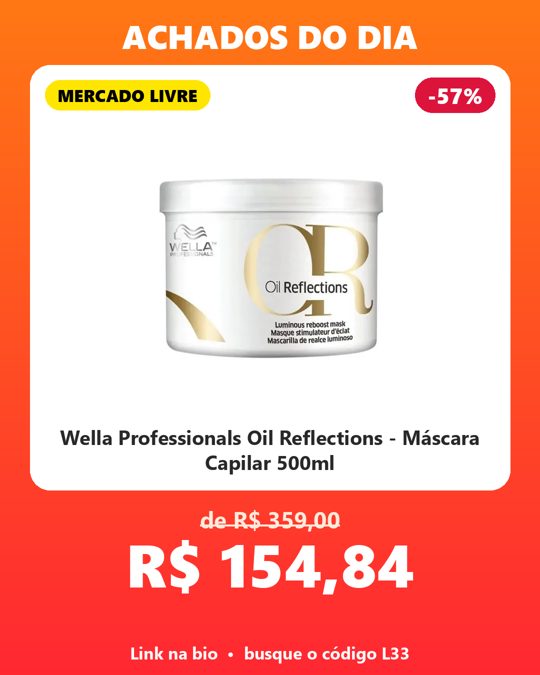 ACHADOS DO DIA
MERCADO LIVRE
-57%
WELLA
PROFESSIONALS
OR
Oil Reflections
Luminous reboost mask
Masque stimulateur d'éclat
Mascarilla de realce luminoso
Wella Professionals Oil Reflections - Máscara
Capilar 500ml
de R$ 359,00
R$ 154,84
Link na bio • busque o código L33